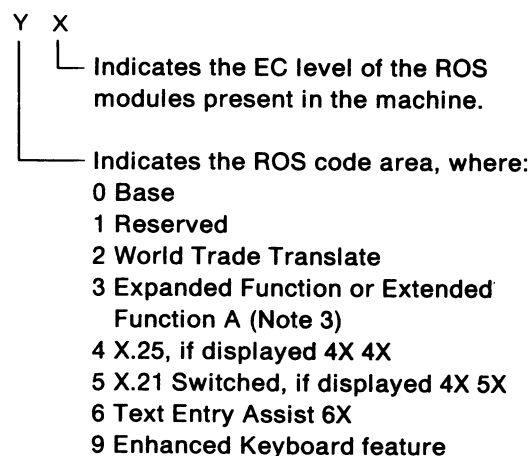 Y X
Indicates the EC level of the ROS
modules present in the machine.
Indicates the ROS code area, where:
0 Base
1 Reserved
2 World Trade Translate
3 Expanded Function or Extended
Function A (Note 3)
4 X.25, if displayed 4X 4X
5 X.21 Switched, if displayed 4X 5X
6 Text Entry Assist 6X
9 Enhanced Keyboard feature